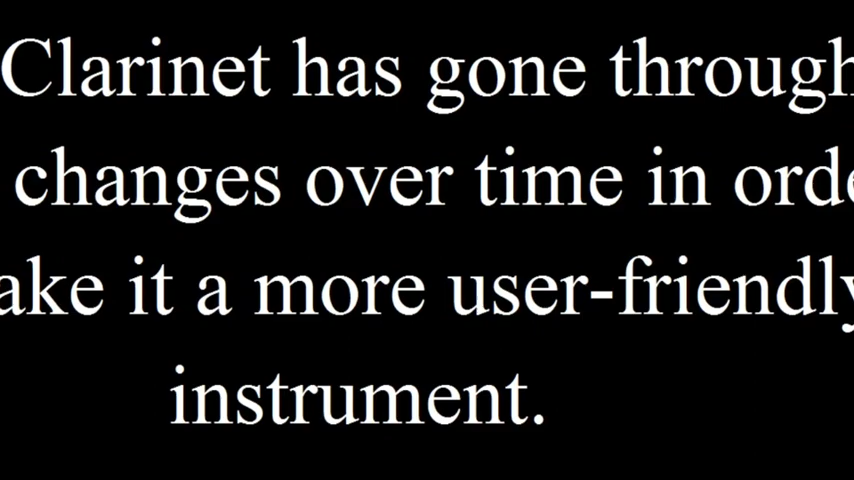 Clarinet has gone through
changes over time in orde
ake it a more user-friendly
instrument.